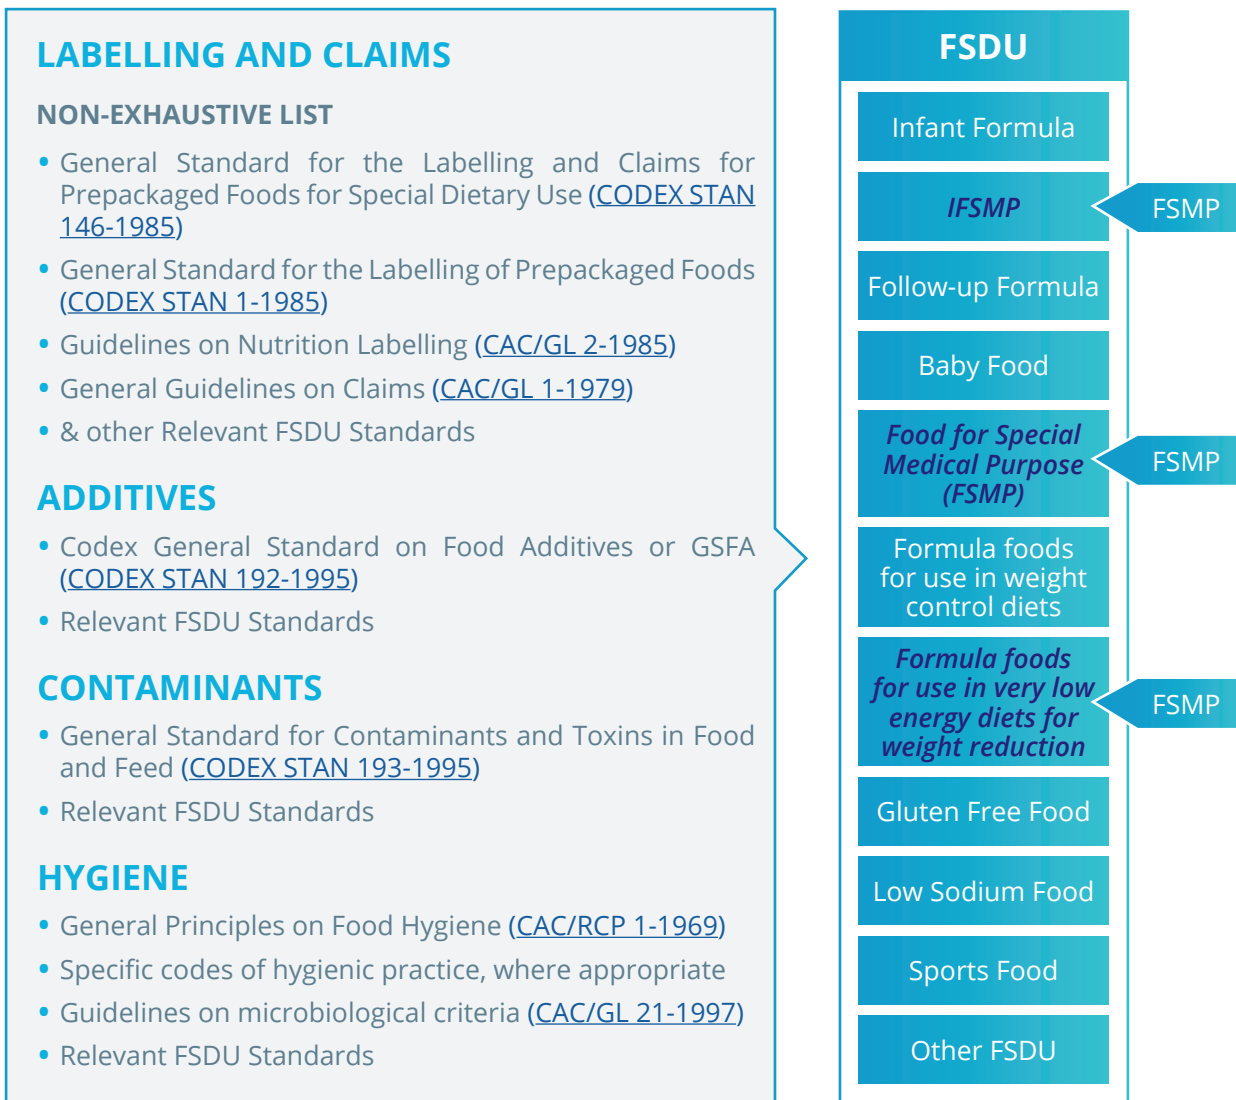 LABELLING AND CLAIMS
NON-EXHAUSTIVE LIST
• General Standard for the Labelling and Claims for
Prepackaged Foods for Special Dietary Use (CODEX STAN
146-1985)
• General Standard for the Labelling of Prepackaged Foods
(CODEX STAN 1-1985)
• Guidelines on Nutrition Labelling (CAC/GL 2-1985)
• General Guidelines on Claims (CAC/GL 1-1979)
• & other Relevant FSDU Standards
ADDITIVES
• Codex General Standard on Food Additives or GSFA
(CODEX STAN 192-1995)
• Relevant FSDU Standards
CONTAMINANTS
• General Standard for Contaminants and Toxins in Food
and Feed (CODEX STAN 193-1995)
• Relevant FSDU Standards
HYGIENE
• General Principles on Food Hygiene (CAC/RCP 1-1969)
• Specific codes of hygienic practice, where appropriate
• Guidelines on microbiological criteria (CAC/GL 21-1997)
• Relevant FSDU Standards
FSDU
Infant Formula
IFSMP
FSMP
Follow-up Formula
Baby Food
Food for Special
Medical Purpose
(FSMP)
FSMP
Formula foods
for use in weight
control diets
Formula foods
for use in very low
energy diets for
weight reduction
FSMP
Gluten Free Food
Low Sodium Food
Sports Food
Other FSDU